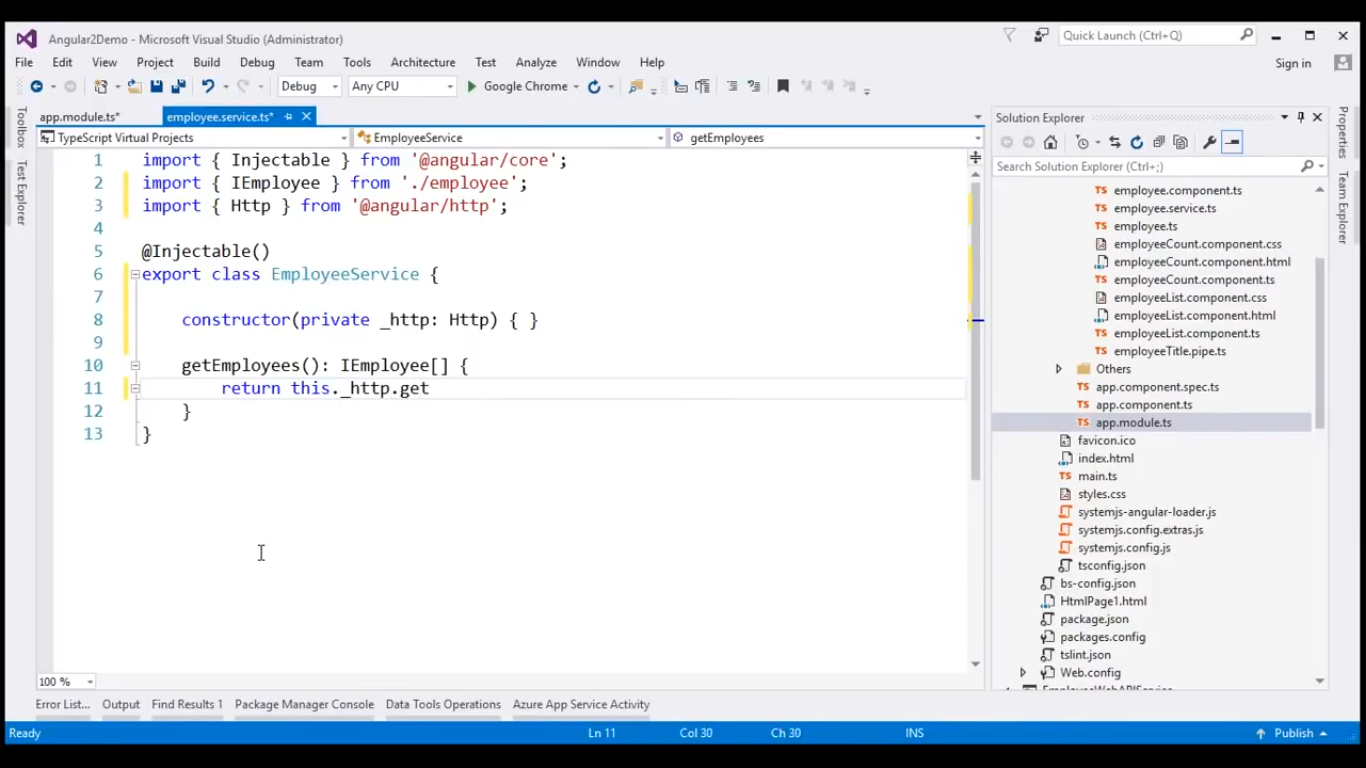 Angular2Demo - Microsoft Visual Studio (Administrator)
Quick Launch (Ctrl+Q)
File Edit View Project Build Debug Team Tools Architecture Test Analyze Window Help
Sign in
Debug Any CPU Google Chrome
Toolbox
Test Explorer
app.module.ts* employee.service.ts*
TypeScript Virtual Projects EmployeeService getEmployees
1 import { Injectable } from '@angular/core';
2 import { IEmployee } from './employee';
3 import { Http } from '@angular/http';
4
5 @Injectable()
6 export class EmployeeService {
7
8 constructor(private _http: Http) { }
9
10 getEmployees(): IEmployee[] {
11 return this._http.get
12 }
13 }
100 %
Solution Explorer
Search Solution Explorer (Ctrl+;)
TS employee.component.ts
TS employee.service.ts
TS employee.ts
employeeCount.component.css
employeeCount.component.html
TS employeeCount.component.ts
employeeList.component.css
employeeList.component.html
TS employeeList.component.ts
TS employeeTitle.pipe.ts
Others
TS app.component.spec.ts
TS app.component.ts
TS app.module.ts
favicon.ico
index.html
TS main.ts
styles.css
systemjs-angular-loader.js
systemjs.config.extras.js
systemjs.config.js
tsconfig.json
bs-config.json
HtmlPage1.html
package.json
packages.config
tslint.json
Web.config
Properties
Team Explorer
Error List... Output Find Results 1 Package Manager Console Data Tools Operations Azure App Service Activity
Ready Ln 11 Col 30 Ch 30 INS Publish